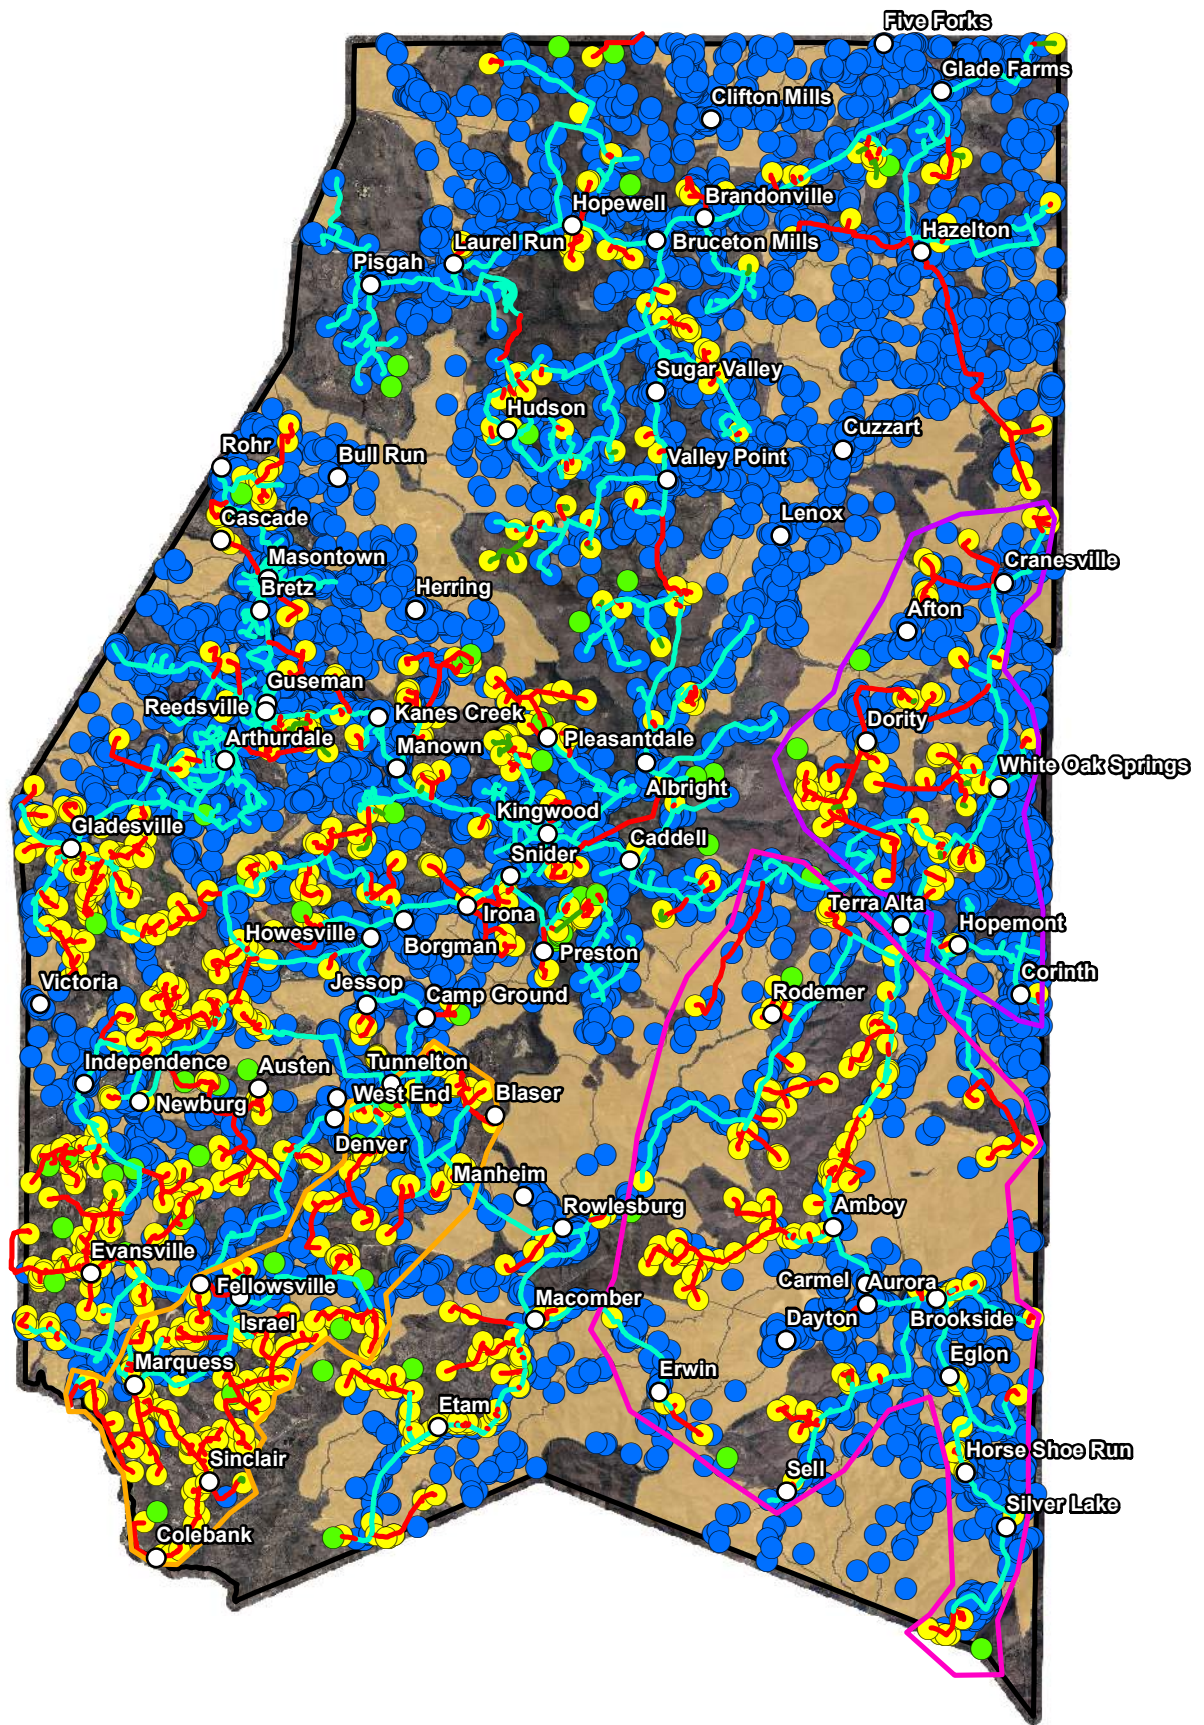 Five Forks
Glade Farms
Clifton Mills
Brandonville
Hopewell
Hazelton
Laurel Run
Bruceton Mills
Pisgah
Sugar Valley
Hudson
Cuzzart
Rohr
Bull Run
Valley Point
Cascade
Lenox
Masontown
Cranesville
Bretz
Herring
Afton
Guseman
Reedsville
Kanes Creek
Dority
Arthurdale
Manown
Pleasantdale
White Oak Springs
Albright
Kingwood
Gladesville
Snider
Caddell
Terra Alta
Irona
Hopemont
Howesville
Borgman
Preston
Victoria
Jessop
Camp Ground
Rodemer
Corinth
Independence
Austen
Tunnelton
Newburg
West End
Blaser
Denver
Manheim
Rowlesburg
Amboy
Evansville
Fellowsville
Carmel
Aurora
Israel
Macomber
Dayton
Brookside
Marquess
Erwin
Eglon
Etam
Sinclair
Horse Shoe Run
Sell
Silver Lake
Colebank